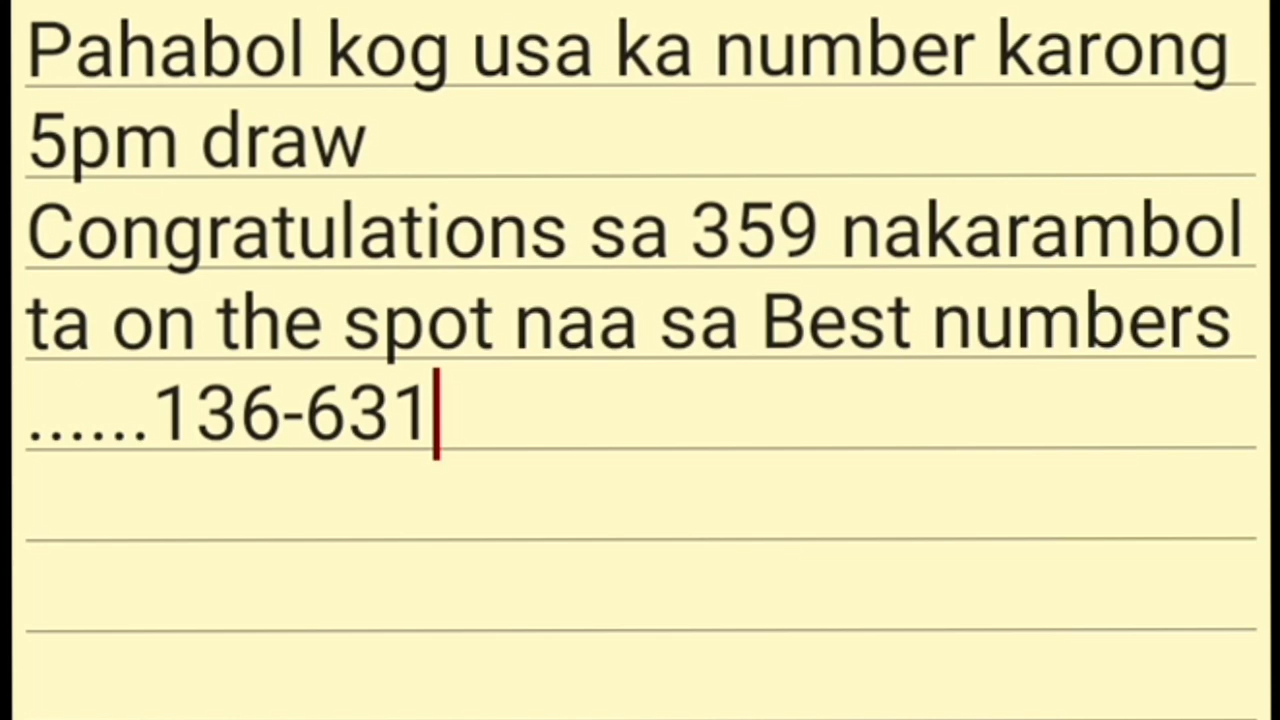 Pahabol kog usa ka number karong
5pm draw
Congratulations sa 359 nakarambol
ta on the spot naa sa Best numbers
......136-631